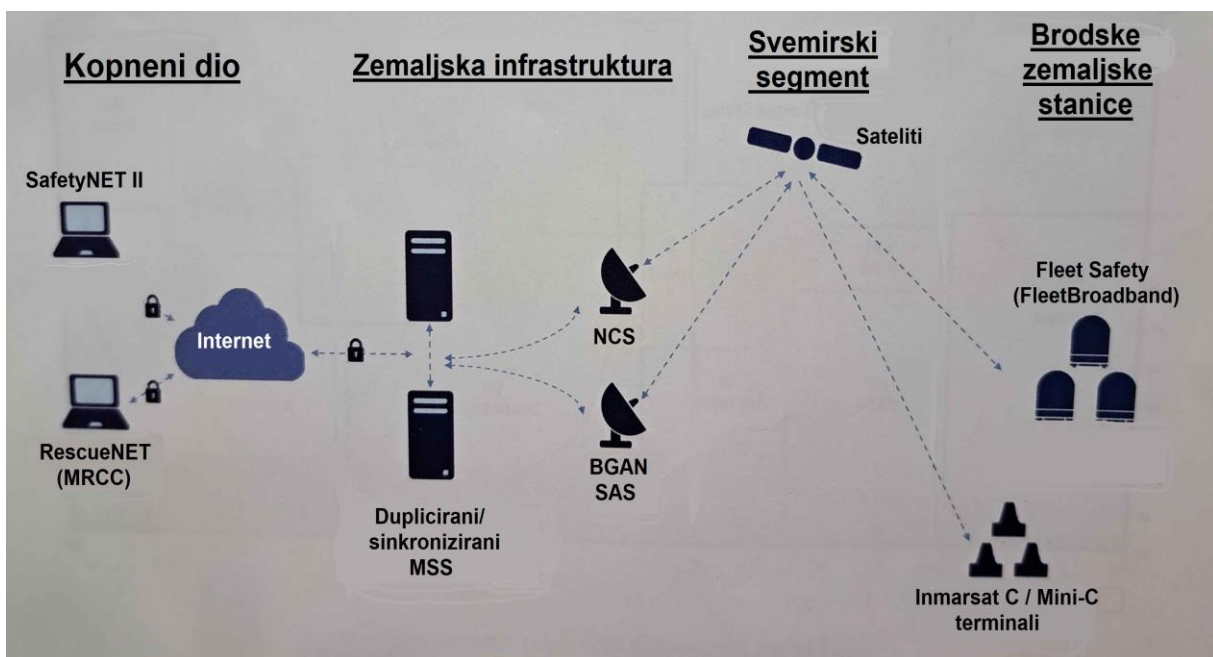 Kopneni dio
Zemaljska infrastruktura
Svemirski
segment
Brodske
zemaljske
stanice
Sateliti
SafetyNET II
Internet
RescueNET
(MRCC)
NCS
BGAN
SAS
Duplicirani/
sinkronizirani
MSS
Fleet Safety
(FleetBroadband)
Inmarsat C / Mini-C
terminali